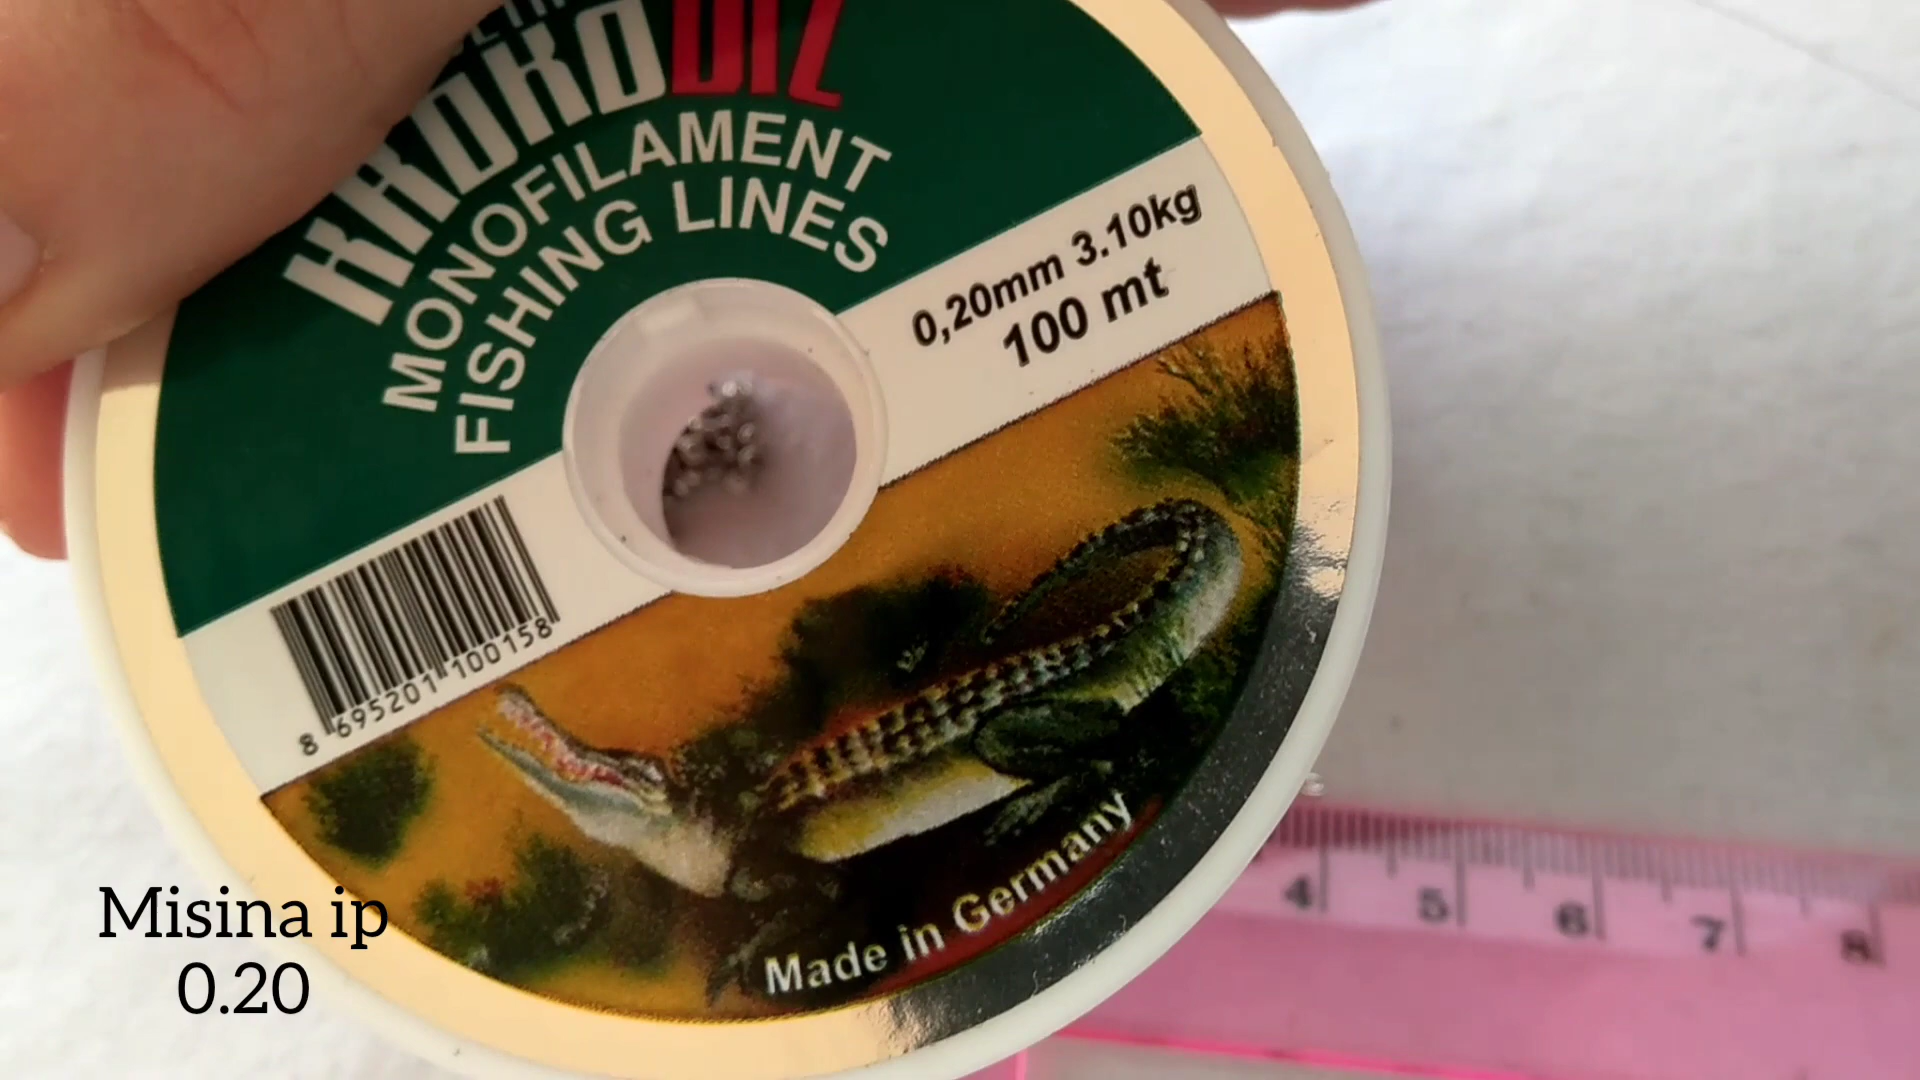 KROKODIL
MONOFILAMENT
FISHING LINES
0,20mm 3.10kg
100 mt
8 695201 100158
Made in Germany
Misina ip
0.20
4 5 6 7 8